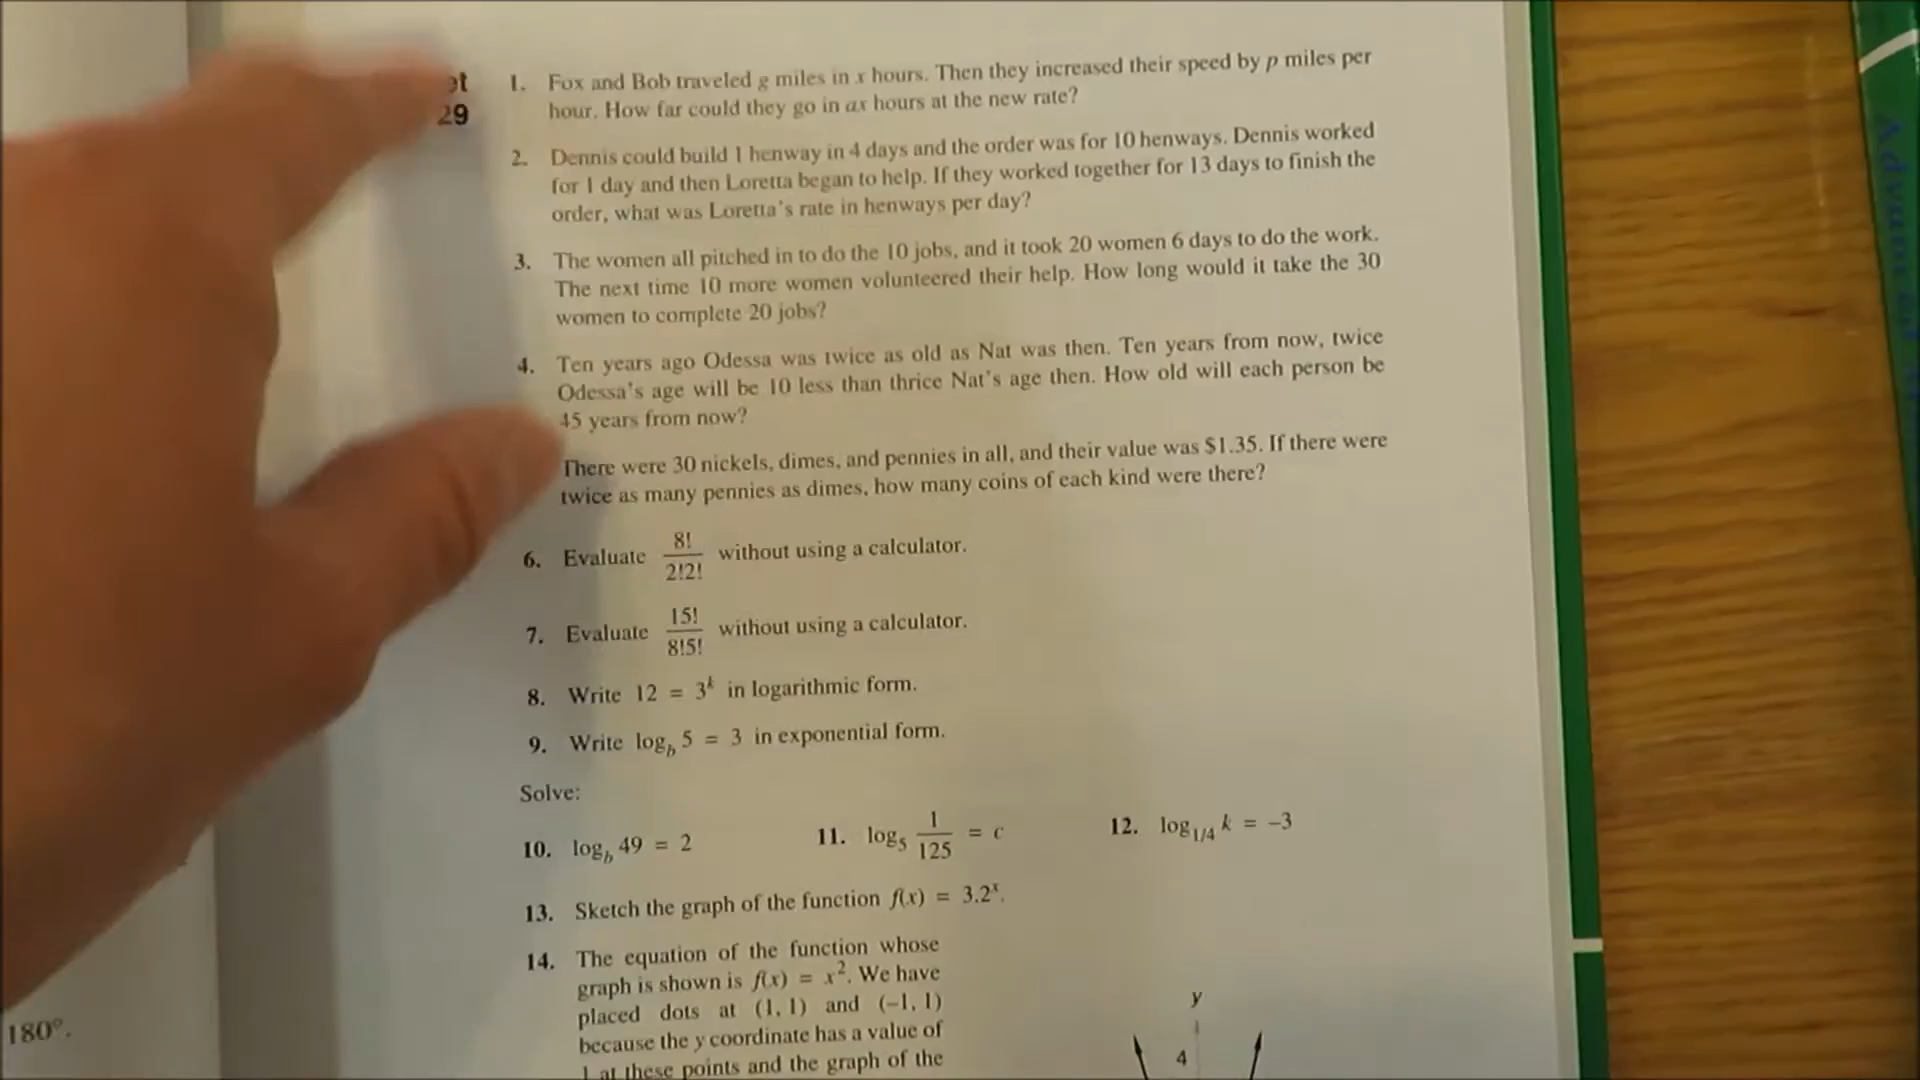 et
29
1. Fox and Bob traveled g miles in x hours. Then they increased their speed by p miles per
hour. How far could they go in ax hours at the new rate?
2. Dennis could build 1 henway in 4 days and the order was for 10 henways. Dennis worked
for 1 day and then Loretta began to help. If they worked together for 13 days to finish the
order, what was Loretta's rate in henways per day?
3. The women all pitched in to do the 10 jobs, and it took 20 women 6 days to do the work.
The next time 10 more women volunteered their help. How long would it take the 30
women to complete 20 jobs?
4. Ten years ago Odessa was twice as old as Nat was then. Ten years from now, twice
Odessa's age will be 10 less than thrice Nat's age then. How old will each person be
45 years from now?
There were 30 nickels, dimes, and pennies in all, and their value was $1.35. If there were
twice as many pennies as dimes, how many coins of each kind were there?
6. Evaluate 8!/2!2! without using a calculator.
7. Evaluate 15!/8!5! without using a calculator.
8. Write 12 = 3^k in logarithmic form.
9. Write log_b 5 = 3 in exponential form.
Solve:
10. log_b 49 = 2 11. log_5 1/125 = c 12. log_1/4 k = -3
13. Sketch the graph of the function f(x) = 3.2^x.
14. The equation of the function whose
graph is shown is f(x) = x^2. We have
placed dots at (1, 1) and (-1, 1)
because the y coordinate has a value of
1 at these points and the graph of the
y
4
180°.